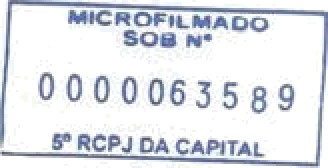 MICROFILMADO
SOB Nº
0000063589
5º RCPJ DA CAPITAL